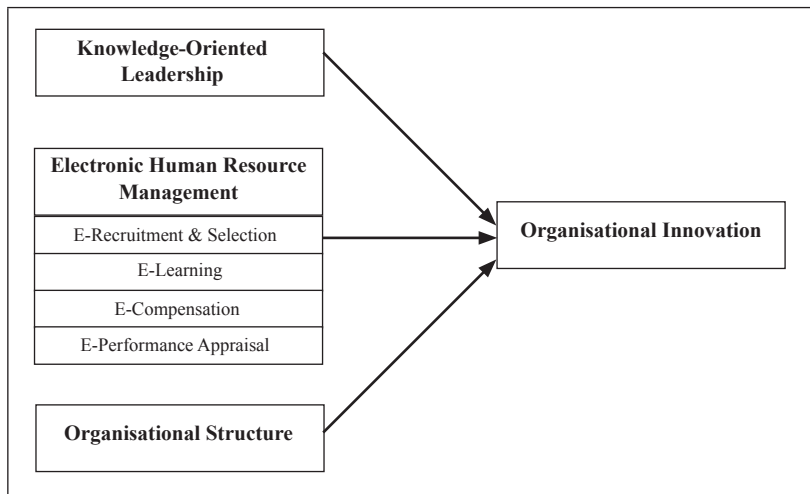 Knowledge-Oriented
Leadership
Electronic Human Resource
Management
E-Recruitment & Selection
E-Learning
E-Compensation
E-Performance Appraisal
Organisational Structure
Organisational Innovation